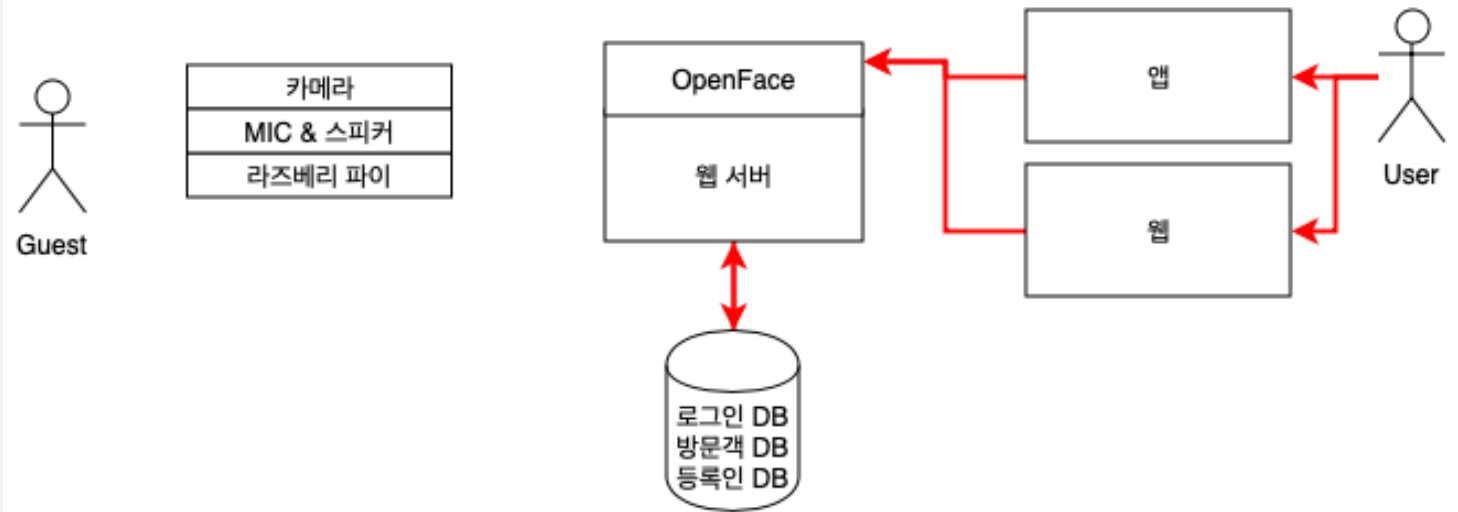 Guest
카메라
MIC & 스피커
라즈베리 파이
OpenFace
웹 서버
로그인 DB
방문객 DB
등록인 DB
앱
웹
User